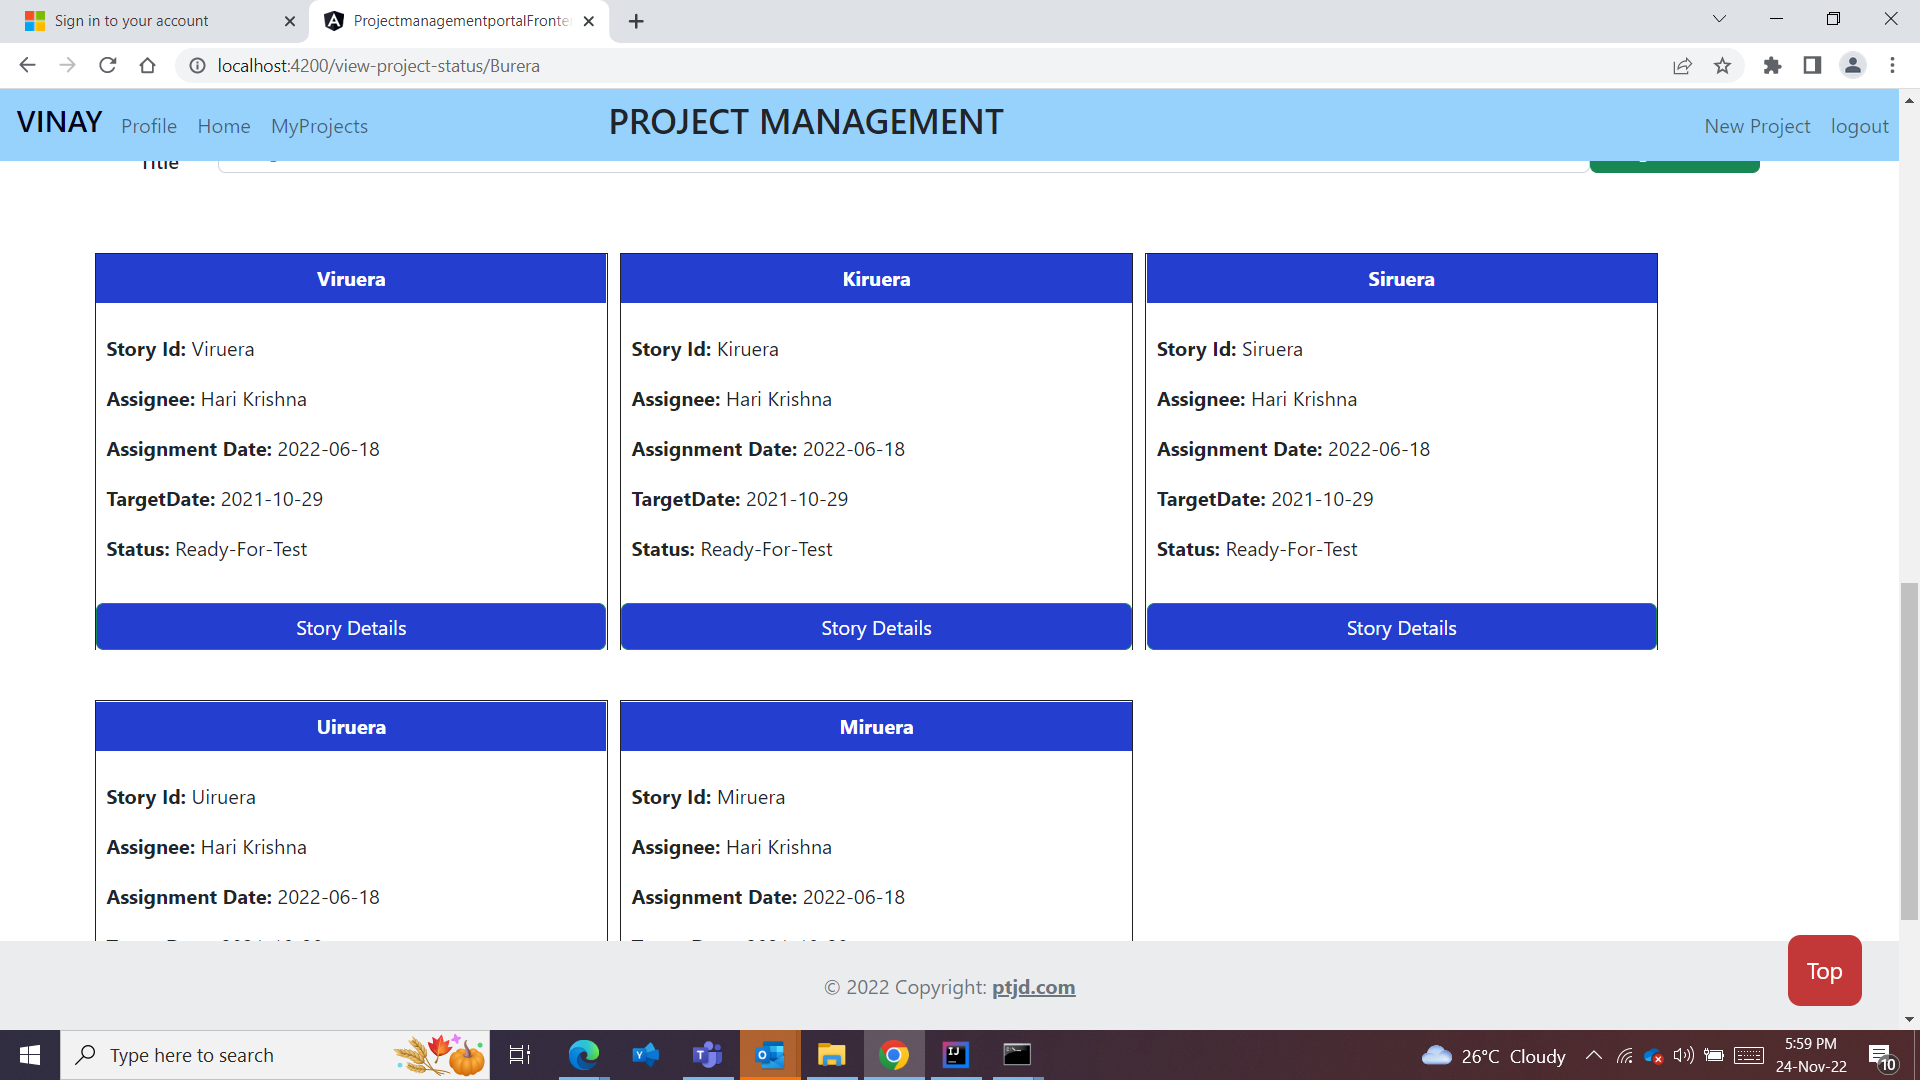 Sign in to your account
ProjectmanagementportalFronte
localhost:4200/view-project-status/Burera
VINAY Profile Home MyProjects PROJECT MANAGEMENT New Project logout
Title
Viruera Kiruera Siruera
Story Id: Viruera Story Id: Kiruera Story Id: Siruera
Assignee: Hari Krishna Assignee: Hari Krishna Assignee: Hari Krishna
Assignment Date: 2022-06-18 Assignment Date: 2022-06-18 Assignment Date: 2022-06-18
TargetDate: 2021-10-29 TargetDate: 2021-10-29 TargetDate: 2021-10-29
Status: Ready-For-Test Status: Ready-For-Test Status: Ready-For-Test
Story Details Story Details Story Details
Uiruera Miruera
Story Id: Uiruera Story Id: Miruera
Assignee: Hari Krishna Assignee: Hari Krishna
Assignment Date: 2022-06-18 Assignment Date: 2022-06-18
© 2022 Copyright: ptjd.com
Top
Type here to search
26°C Cloudy
5:59 PM
24-Nov-22
10